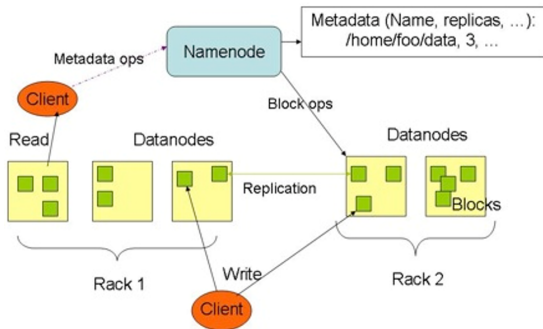 Metadata (Name, replicas, ...):
/home/foo/data, 3, ...
Namenode
Metadata ops
Client
Block ops
Read
Datanodes
Datanodes
Replication
Blocks
Rack 1
Write
Rack 2
Client